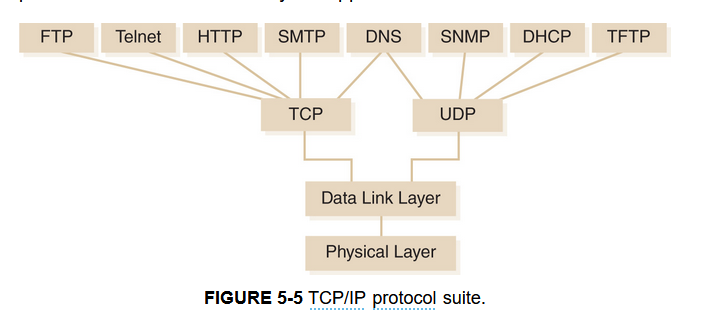 FTP Telnet HTTP SMTP DNS SNMP DHCP TFTP
TCP UDP
Data Link Layer
Physical Layer
FIGURE 5-5 TCP/IP protocol suite.